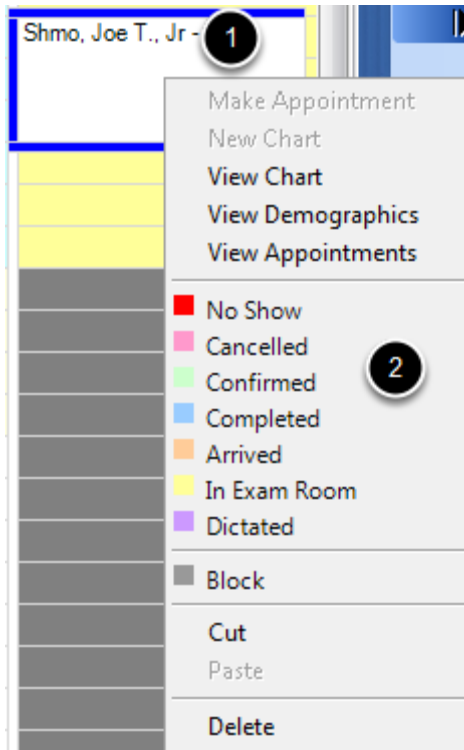 Shmo, Joe T., Jr -
1
Make Appointment
New Chart
View Chart
View Demographics
View Appointments
No Show
Cancelled
Confirmed
2
Completed
Arrived
In Exam Room
Dictated
Block
Cut
Paste
Delete